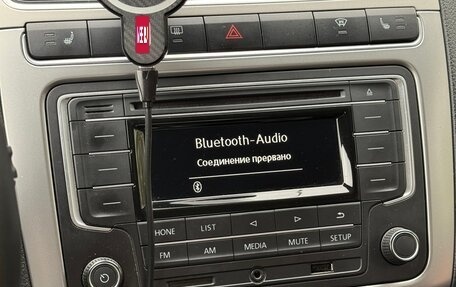 Bluetooth-Audio
Соединение прервано
PHONE LIST
FM AM MEDIA MUTE SETUP